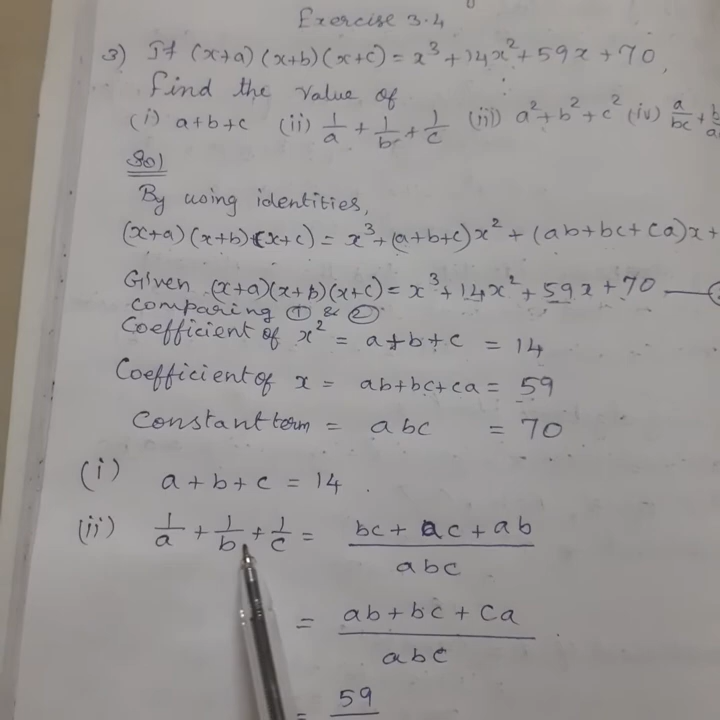 Exercise 3.4
3) If (x+a)(x+b)(x+c) = x³+14x²+59x+70,
find the value of
(i) a+b+c (ii) 1/a + 1/b + 1/c (iii) a²+b²+c² (iv) a/bc + b/a
Sol
By using identities,
(x+a)(x+b)(x+c) = x³+(a+b+c)x² + (ab+bc+ca)x+
Given (x+a)(x+b)(x+c) = x³+14x²+59x+70 —
comparing ① & ②
Coefficient of x² = a+b+c = 14
Coefficient of x = ab+bc+ca = 59
Constant term = abc = 70
(i) a+b+c = 14.
(ii) 1/a + 1/b + 1/c = bc + ac + ab / abc
= ab+bc+ca / abc
= 59